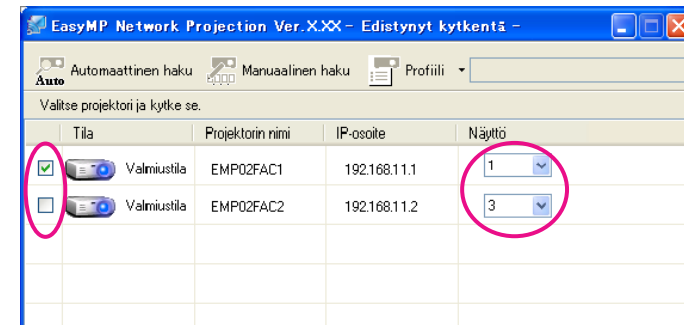 EasyMP Network Projection Ver.X.XX - Edistynyt kytkentä -
Auto Automaattinen haku Manuaalinen haku Profiili
Valitse projektori ja kytke se.
Tila Projektorin nimi IP-osoite Näyttö
Valmiustila EMP02FAC1 192.168.11.1 1
Valmiustila EMP02FAC2 192.168.11.2 3